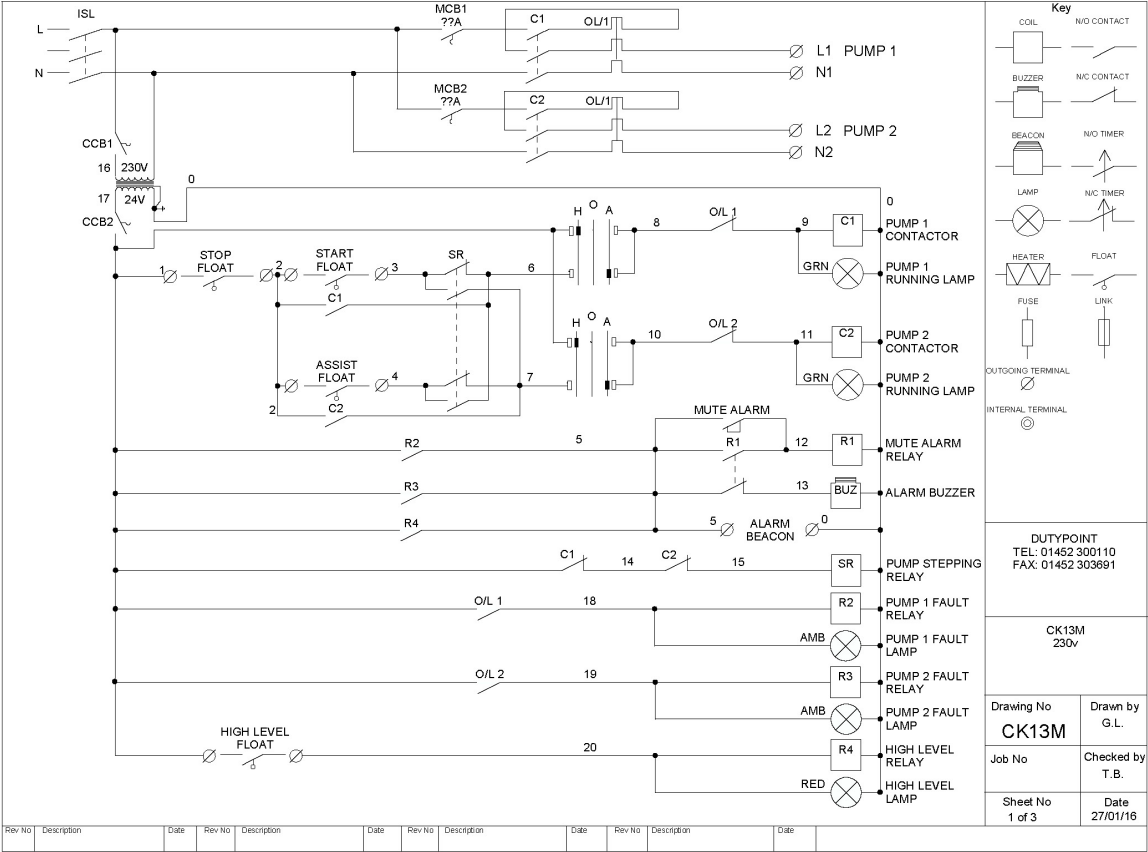 ISL
L
N
MCB1
??A
C1
OL/1
L1 PUMP 1
N1
MCB2
??A
C2
OL/1
L2 PUMP 2
N2
CCB1
16 230V
17 24V
CCB2
0
0
H O A
8
O/L 1
9
C1
PUMP 1
CONTACTOR
GRN
PUMP 1
RUNNING LAMP
1
STOP
FLOAT
2
START
FLOAT
3
SR
6
C1
H O A
10
O/L 2
11
C2
PUMP 2
CONTACTOR
GRN
PUMP 2
RUNNING LAMP
ASSIST
FLOAT
4
7
2
C2
MUTE ALARM
R2
5
R1
12
R1
MUTE ALARM
RELAY
R3
13
BUZ
ALARM BUZZER
R4
5
ALARM
BEACON
0
C1
14
C2
15
SR
PUMP STEPPING
RELAY
O/L 1
18
R2
PUMP 1 FAULT
RELAY
AMB
PUMP 1 FAULT
LAMP
O/L 2
19
R3
PUMP 2 FAULT
RELAY
AMB
PUMP 2 FAULT
LAMP
HIGH LEVEL
FLOAT
20
R4
HIGH LEVEL
RELAY
RED
HIGH LEVEL
LAMP
Key
COIL
N/O CONTACT
BUZZER
N/C CONTACT
BEACON
N/O TIMER
LAMP
N/C TIMER
HEATER
FLOAT
FUSE
LINK
OUTGOING TERMINAL
INTERNAL TERMINAL
DUTYPOINT
TEL: 01452 300110
FAX: 01452 303691
CK13M
230v
Drawing No
CK13M
Drawn by
G.L.
Job No
Checked by
T.B.
Sheet No
1 of 3
Date
27/01/16
Rev No Description Date Rev No Description Date Rev No Description Date Rev No Description Date